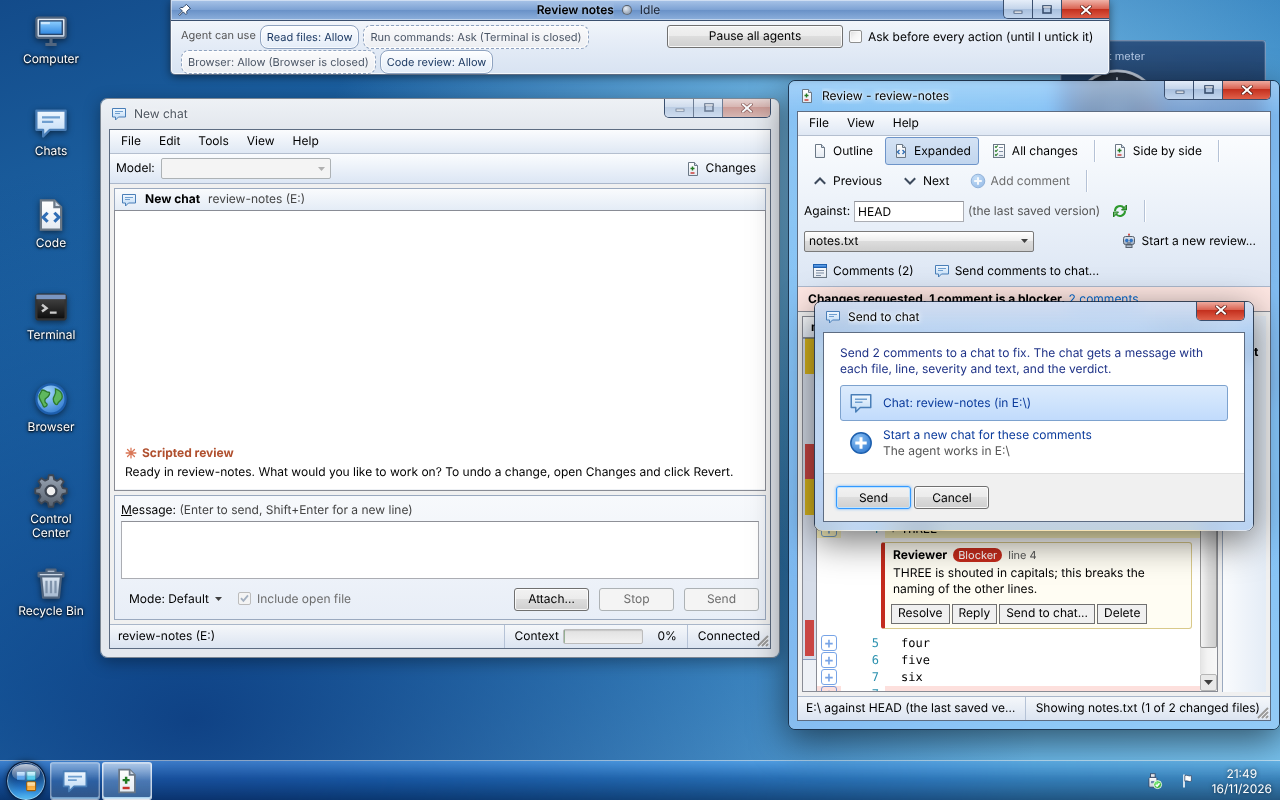 Review notes Idle
Agent can use Read files: Allow Run commands: Ask (Terminal is closed)
Browser: Allow (Browser is closed) Code review: Allow
Pause all agents Ask before every action (until I untick it)
meter
Computer
Chats
Code
Terminal
Browser
Control
Center
Recycle Bin
New chat
File Edit Tools View Help
Model: Changes
New chat review-notes (E:)
Scripted review
Ready in review-notes. What would you like to work on? To undo a change, open Changes and click Revert.
Message: (Enter to send, Shift+Enter for a new line)
Mode: Default Include open file Attach... Stop Send
review-notes (E:) Context 0% Connected
Review - review-notes
File View Help
Outline Expanded All changes Side by side
Previous Next Add comment
Against: HEAD (the last saved version)
notes.txt Start a new review...
Comments (2) Send comments to chat...
Changes requested. 1 comment is a blocker. 2 comments
Send to chat
Send 2 comments to a chat to fix. The chat gets a message with
each file, line, severity and text, and the verdict.
Chat: review-notes (in E:\)
Start a new chat for these comments
The agent works in E:\
Send Cancel
Reviewer Blocker line 4
THREE is shouted in capitals; this breaks the
naming of the other lines.
Resolve Reply Send to chat... Delete
5 four
6 five
7 six
E:\ against HEAD (the last saved ve... Showing notes.txt (1 of 2 changed files)
21:49
16/11/2026